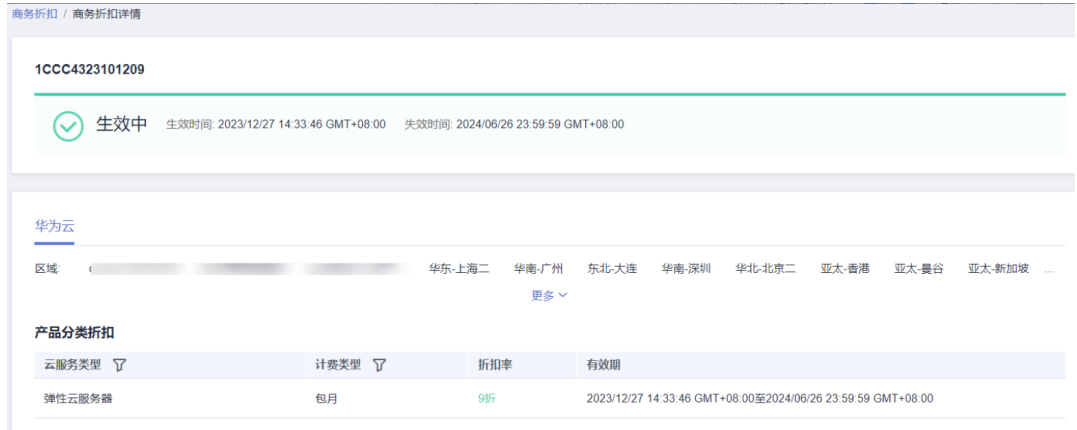 商务折扣 / 商务折扣详情
1CCC4323101209
生效中 生效时间: 2023/12/27 14:33:46 GMT+08:00 失效时间: 2024/06/26 23:59:59 GMT+08:00
华为云
区域: 华东-上海二 华南-广州 东北-大连 华南-深圳 华北-北京二 亚太-香港 亚太-曼谷 亚太-新加坡 ...
更多
产品分类折扣
云服务类型 计费类型 折扣率 有效期
弹性云服务器 包月 9折 2023/12/27 14:33:46 GMT+08:00至2024/06/26 23:59:59 GMT+08:00